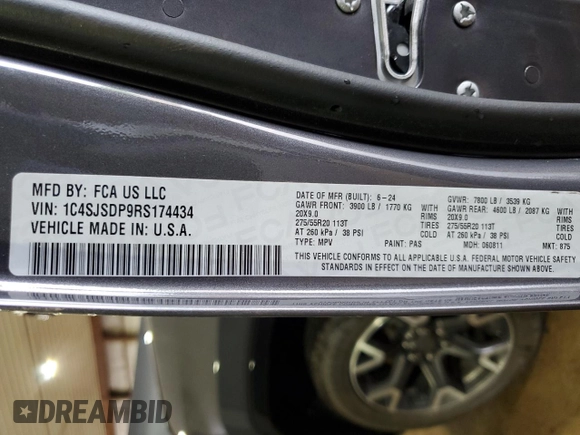 MFD BY: FCA US LLC
VIN: 1C4SJSDP9RS174434
VEHICLE MADE IN: U.S.A.
DATE OF MFR (BUILT): 6-24
GAWR FRONT: 3900 LB / 1770 KG WITH
20X9.0 RIMS
275/55R20 113T TIRES
AT 260 kPa / 38 PSI COLD
TYPE: MPV PAINT: PAS
GVWR: 7800 LB / 3539 KG
GAWR REAR: 4600 LB / 2087 KG WITH
20X9.0 RIMS
275/55R20 113T TIRES
AT 260 kPa / 38 PSI COLD
MDH: 060811 MKT: 875
THIS VEHICLE CONFORMS TO ALL APPLICABLE U.S.A. FEDERAL MOTOR VEHICLE SAFETY
STANDARDS IN EFFECT ON THE DATE OF MANUFACTURE SHOWN ABOVE.
DREAMBID